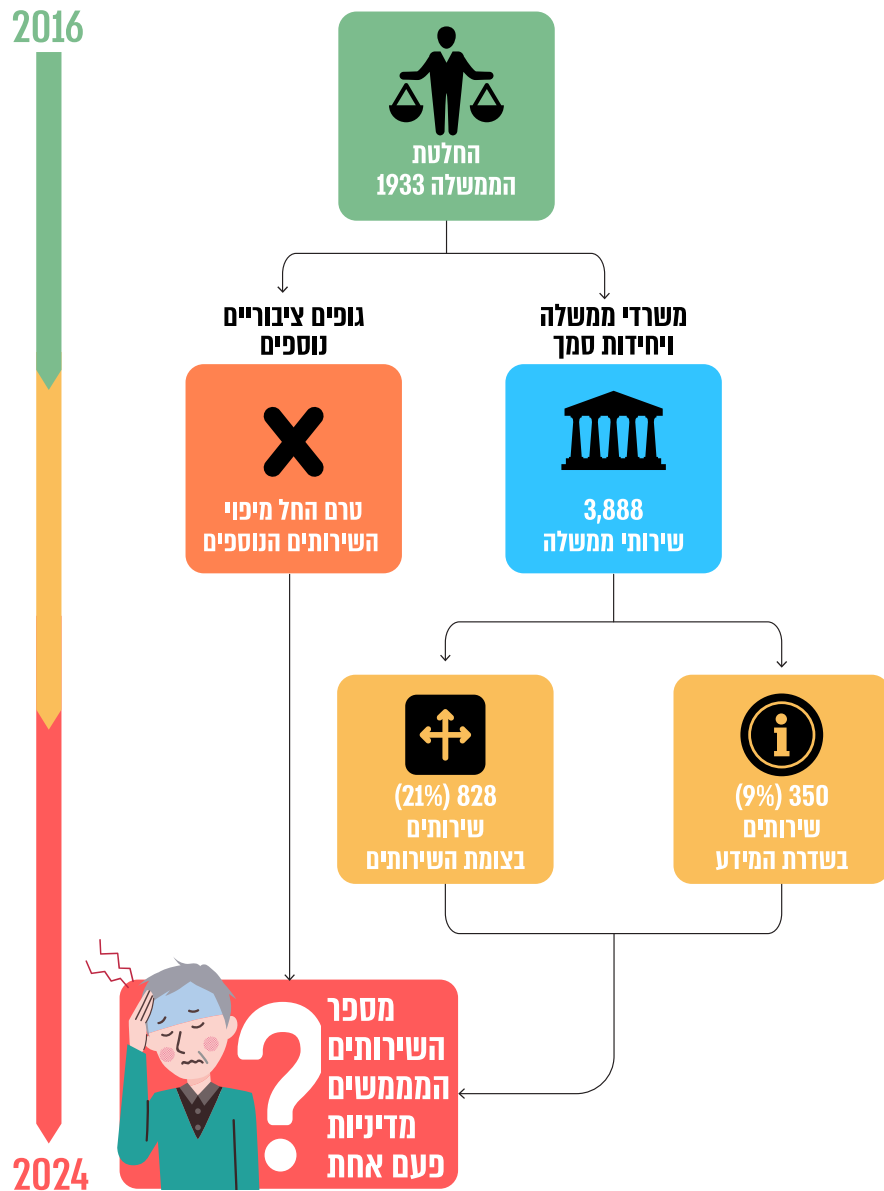 2016
החלטת
הממשלה 1933
משרדי ממשלה
ויחידות סמך
גופים ציבוריים
נוספים
3,888
שירותי ממשלה
טרם החל מיפוי
השירותים הנוספים
350 (9%)
שירותים
בשדרת המידע
828 (21%)
שירותים
בצומת השירותים
מספר
השירותים
המממשים
מדיניות
פעם אחת
?
2024